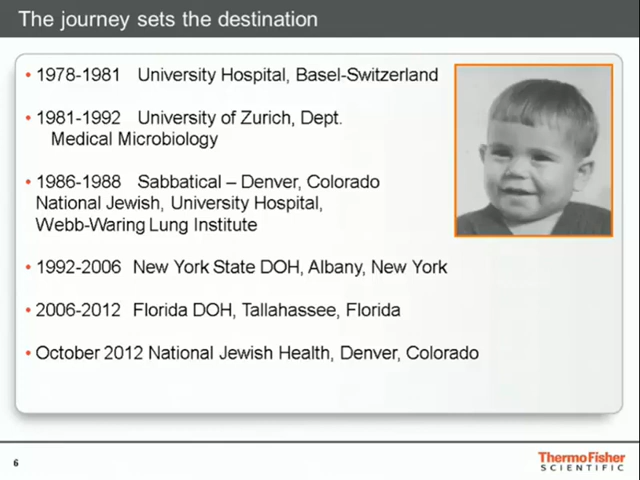 The journey sets the destination
• 1978-1981 University Hospital, Basel-Switzerland
• 1981-1992 University of Zurich, Dept.
Medical Microbiology
• 1986-1988 Sabbatical – Denver, Colorado
National Jewish, University Hospital,
Webb-Waring Lung Institute
• 1992-2006 New York State DOH, Albany, New York
• 2006-2012 Florida DOH, Tallahassee, Florida
• October 2012 National Jewish Health, Denver, Colorado
6
ThermoFisher
SCIENTIFIC